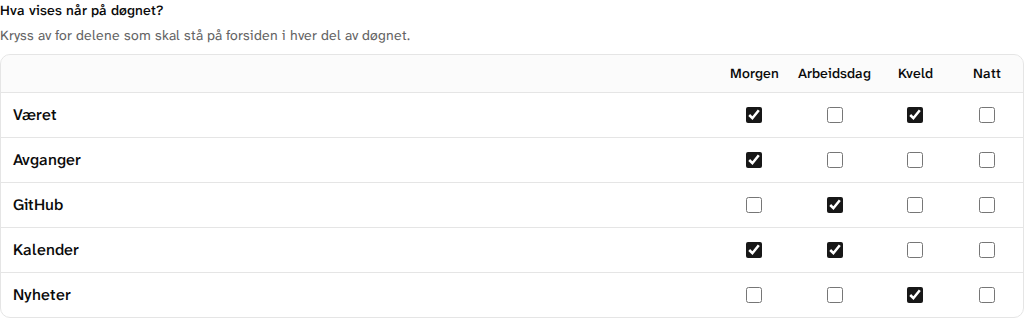 Hva vises når på døgnet?
Kryss av for delene som skal stå på forsiden i hver del av døgnet.
Morgen Arbeidsdag Kveld Natt
Været
Avganger
GitHub
Kalender
Nyheter